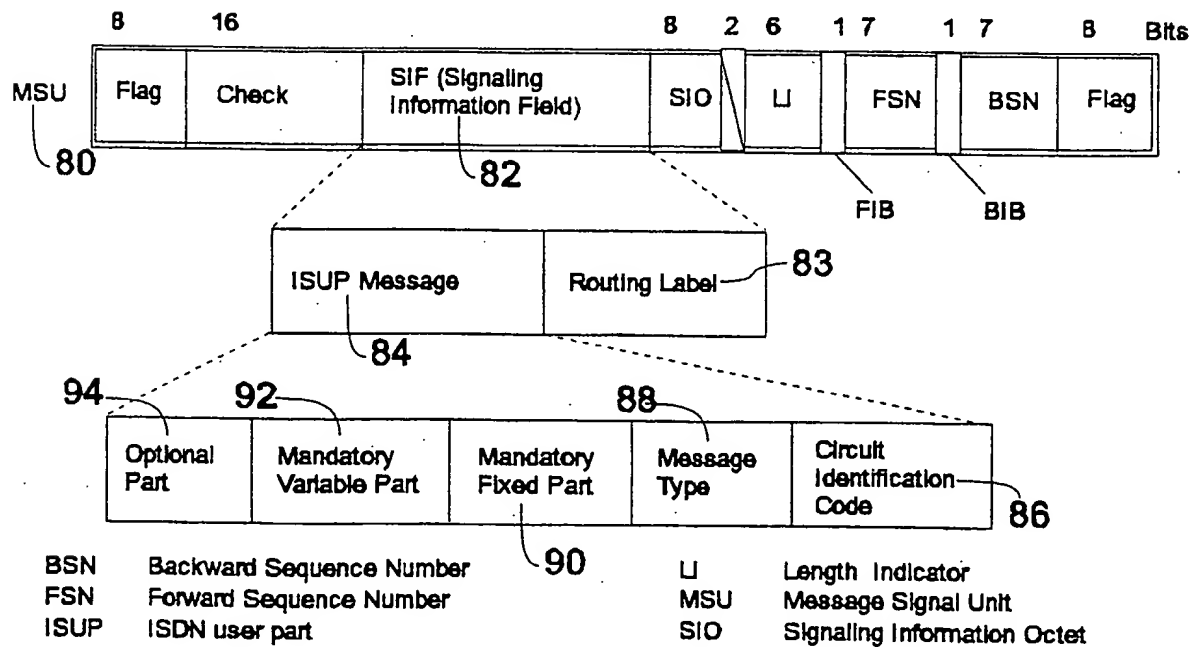 8 16 8 2 6 1 7 1 7 8 Bits
MSU Flag Check SIF (Signaling Information Field) SIO LI FSN BSN Flag
80 82
FIB BIB
ISUP Message Routing Label 83
84
94 92 88
Optional Part Mandatory Variable Part Mandatory Fixed Part Message Type Circuit Identification Code
90 86
BSN Backward Sequence Number
FSN Forward Sequence Number
ISUP ISDN user part
LI Length Indicator
MSU Message Signal Unit
SIO Signaling Information Octet